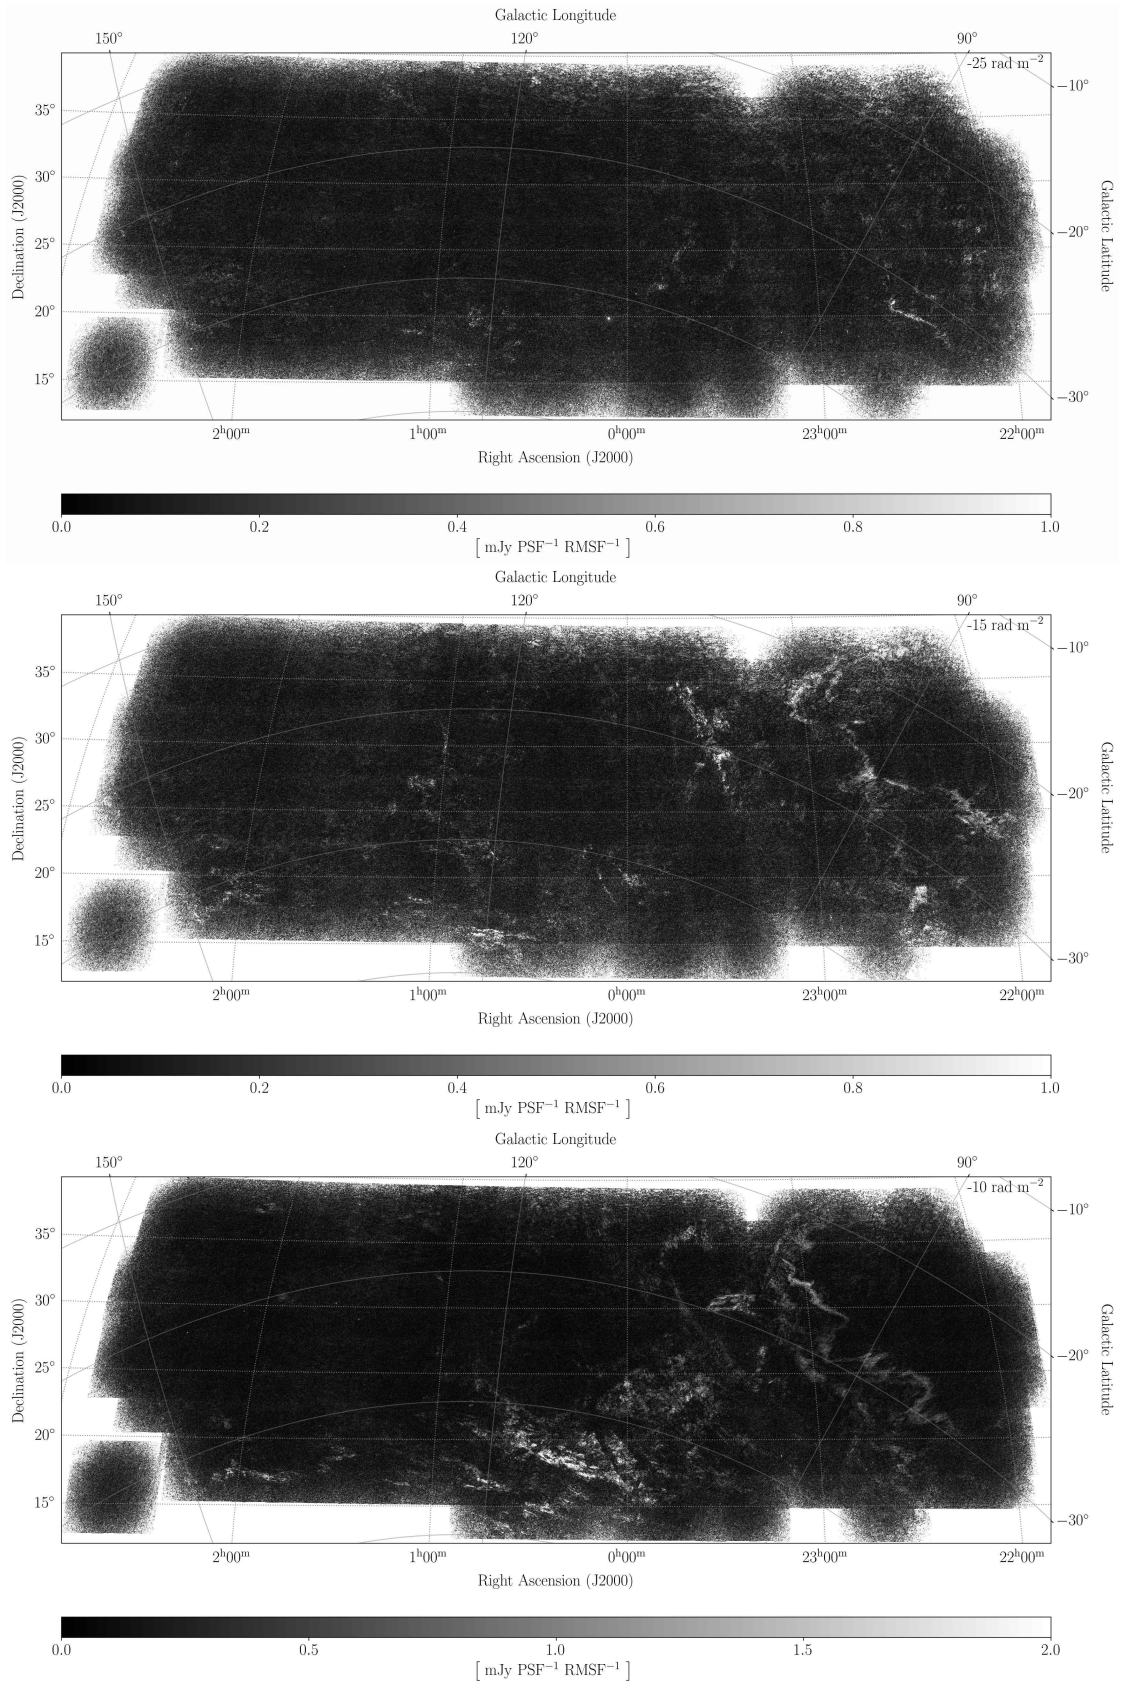 Galactic Longitude
150° 120° 90°
-25 rad m⁻²
−10°
35°
30°
−20°
25°
20°
15°
−30°
Declination (J2000)
Galactic Latitude
2ʰ00ᵐ 1ʰ00ᵐ 0ʰ00ᵐ 23ʰ00ᵐ 22ʰ00ᵐ
Right Ascension (J2000)
0.0 0.2 0.4 0.6 0.8 1.0
[ mJy PSF⁻¹ RMSF⁻¹ ]
Galactic Longitude
150° 120° 90°
-15 rad m⁻²
−10°
35°
30°
−20°
25°
20°
15°
−30°
Declination (J2000)
Galactic Latitude
2ʰ00ᵐ 1ʰ00ᵐ 0ʰ00ᵐ 23ʰ00ᵐ 22ʰ00ᵐ
Right Ascension (J2000)
0.0 0.2 0.4 0.6 0.8 1.0
[ mJy PSF⁻¹ RMSF⁻¹ ]
Galactic Longitude
150° 120° 90°
-10 rad m⁻²
−10°
35°
30°
−20°
25°
20°
15°
−30°
Declination (J2000)
Galactic Latitude
2ʰ00ᵐ 1ʰ00ᵐ 0ʰ00ᵐ 23ʰ00ᵐ 22ʰ00ᵐ
Right Ascension (J2000)
0.0 0.5 1.0 1.5 2.0
[ mJy PSF⁻¹ RMSF⁻¹ ]